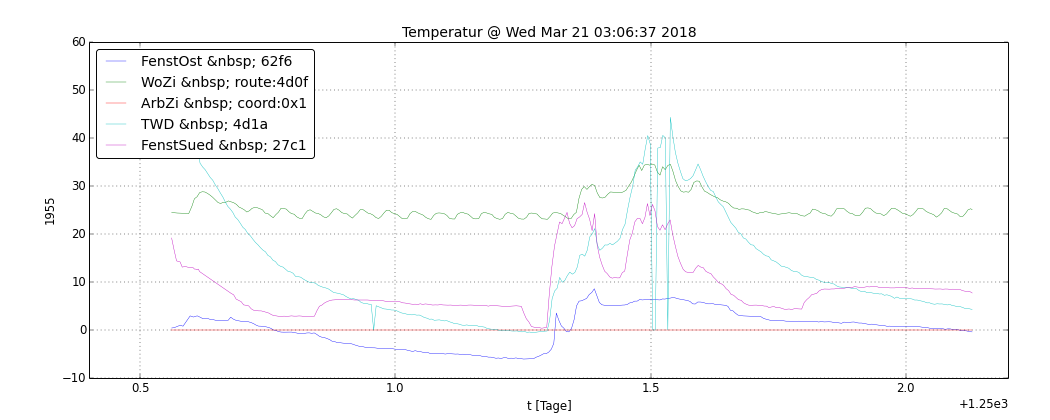 Temperatur @ Wed Mar 21 03:06:37 2018
60
50
40
30
20
10
0
−10
1955
FenstOst &nbsp; 62f6
WoZi &nbsp; route:4d0f
ArbZi &nbsp; coord:0x1
TWD &nbsp; 4d1a
FenstSued &nbsp; 27c1
0.5 1.0 1.5 2.0
t [Tage]
+1.25e3